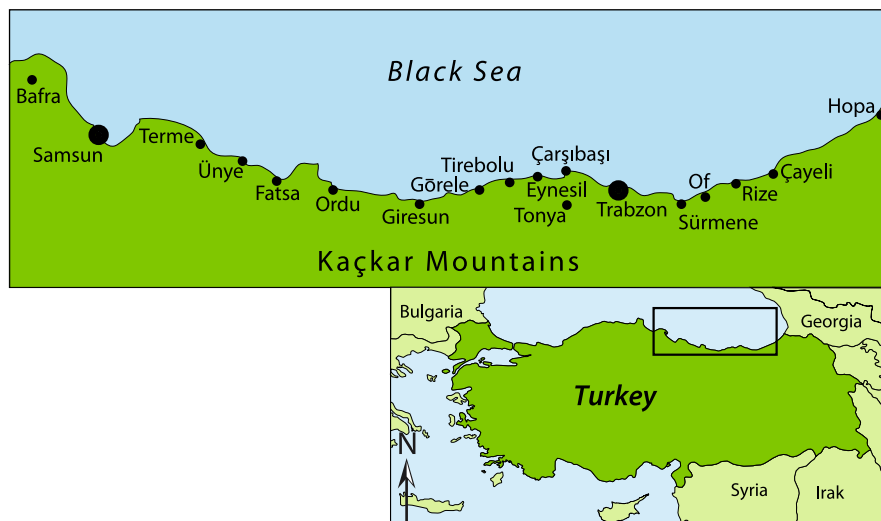 Black Sea
Bafra
Hopa
Samsun
Terme
Ünye
Fatsa
Ordu
Giresun
Gōrele
Tirebolu
Eynesil
Çarşıbaşı
Tonya
Trabzon
Sürmene
Of
Rize
Çayeli
Kaçkar Mountains
Bulgaria
Georgia
Turkey
N
Syria
Irak